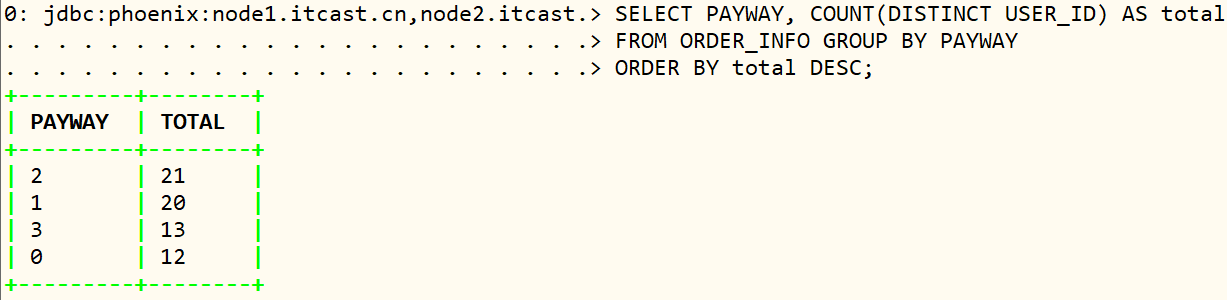 0: jdbc:phoenix:node1.itcast.cn,node2.itcast.> SELECT PAYWAY, COUNT(DISTINCT USER_ID) AS total
. . . . . . . . . . . . . . . . . . . . . . .> FROM ORDER_INFO GROUP BY PAYWAY
. . . . . . . . . . . . . . . . . . . . . . .> ORDER BY total DESC;
+---------+--------+
| PAYWAY  | TOTAL  |
+---------+--------+
| 2       | 21     |
| 1       | 20     |
| 3       | 13     |
| 0       | 12     |
+---------+--------+